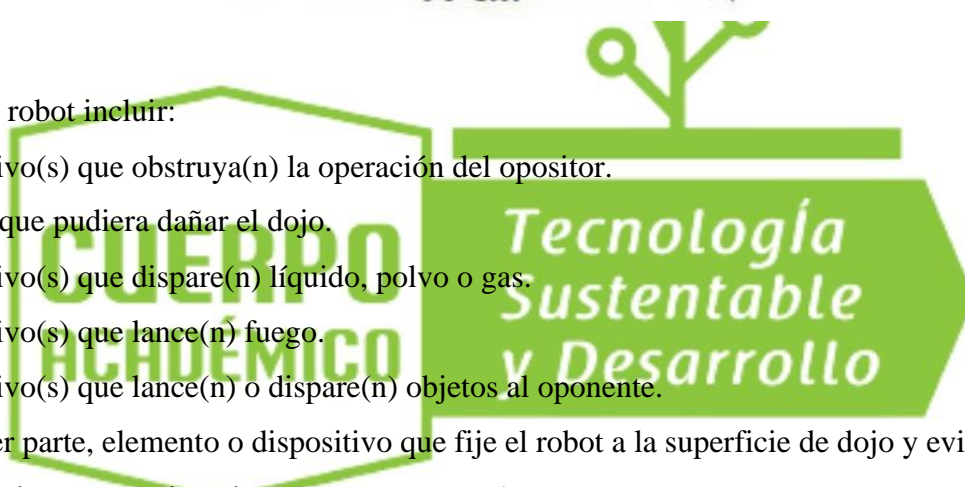 robot incluir:
ivo(s) que obstruya(n) la operación del opositor.
que pudiera dañar el dojo.
ivo(s) que dispare(n) líquido, polvo o gas.
ivo(s) que lance(n) fuego.
ivo(s) que lance(n) o dispare(n) objetos al oponente.
er parte, elemento o dispositivo que fije el robot a la superficie de dojo y evi
CUERPO
ACADÉMICO
Tecnología
Sustentable
y Desarrollo